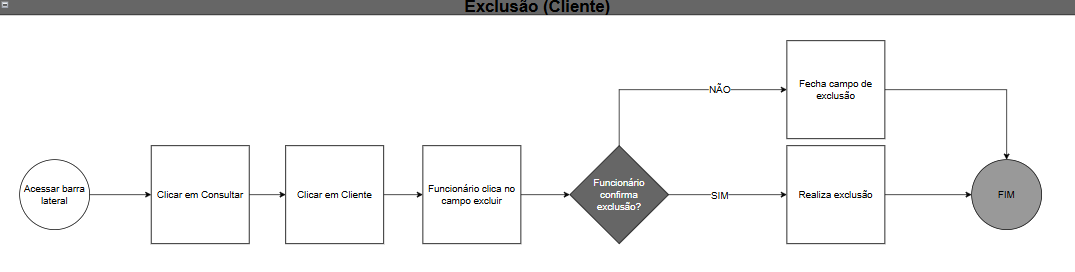 Exclusão (Cliente)
Acessar barra
lateral
Clicar em Consultar
Clicar em Cliente
Funcionário clica no
campo excluir
Funcionário
confirma
exclusão?
NÃO
Fecha campo de
exclusão
SIM
Realiza exclusão
FIM